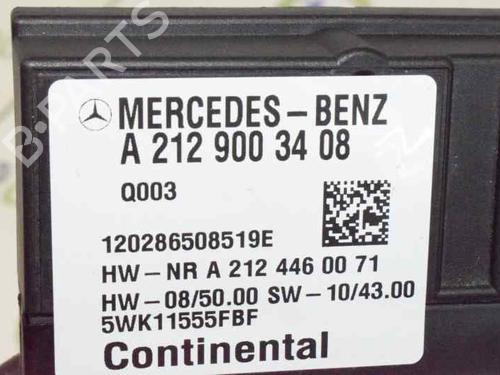 MERCEDES-BENZ
A 212 900 34 08
Q003
120286508519E
HW-NR A 212 446 00 71
HW-08/50.00 SW-10/43.00
5WK11555FBF
Continental
B-PARTS